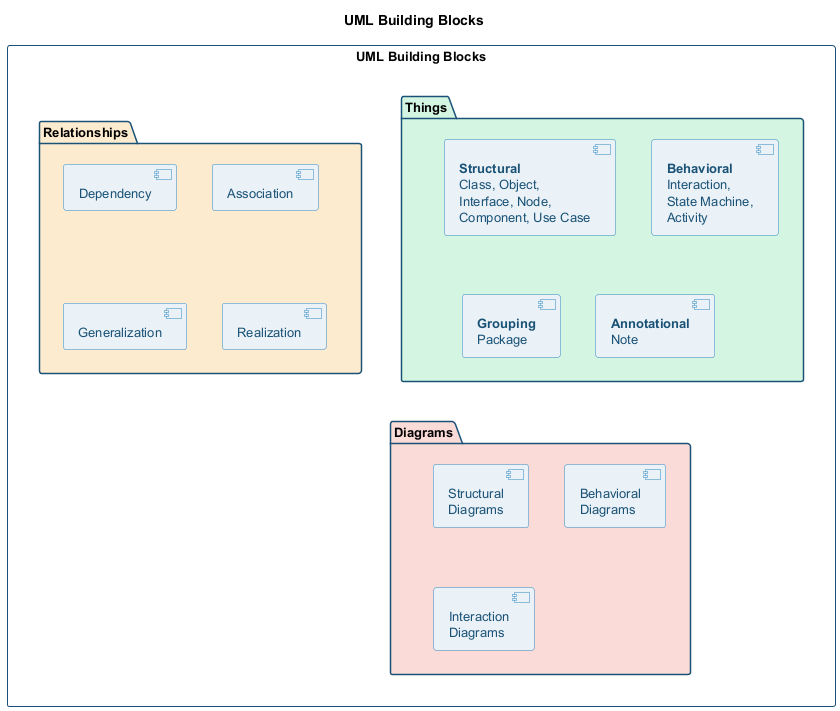 UML Building Blocks
UML Building Blocks
Relationships
Dependency
Association
Generalization
Realization
Things
Structural
Class, Object,
Interface, Node,
Component, Use Case
Behavioral
Interaction,
State Machine,
Activity
Grouping
Package
Annotational
Note
Diagrams
Structural
Diagrams
Behavioral
Diagrams
Interaction
Diagrams